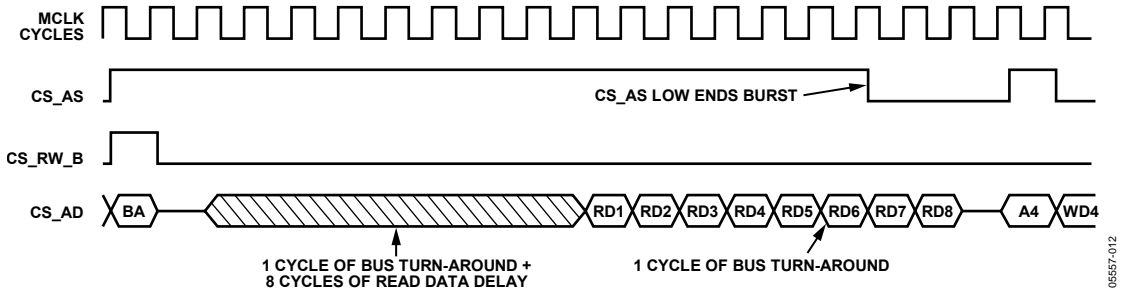 MCLK
CYCLES
CS_AS
CS_AS LOW ENDS BURST
CS_RW_B
CS_AD
BA
RD1 RD2 RD3 RD4 RD5 RD6 RD7 RD8
A4
WD4
1 CYCLE OF BUS TURN-AROUND +
8 CYCLES OF READ DATA DELAY
1 CYCLE OF BUS TURN-AROUND
05557-012